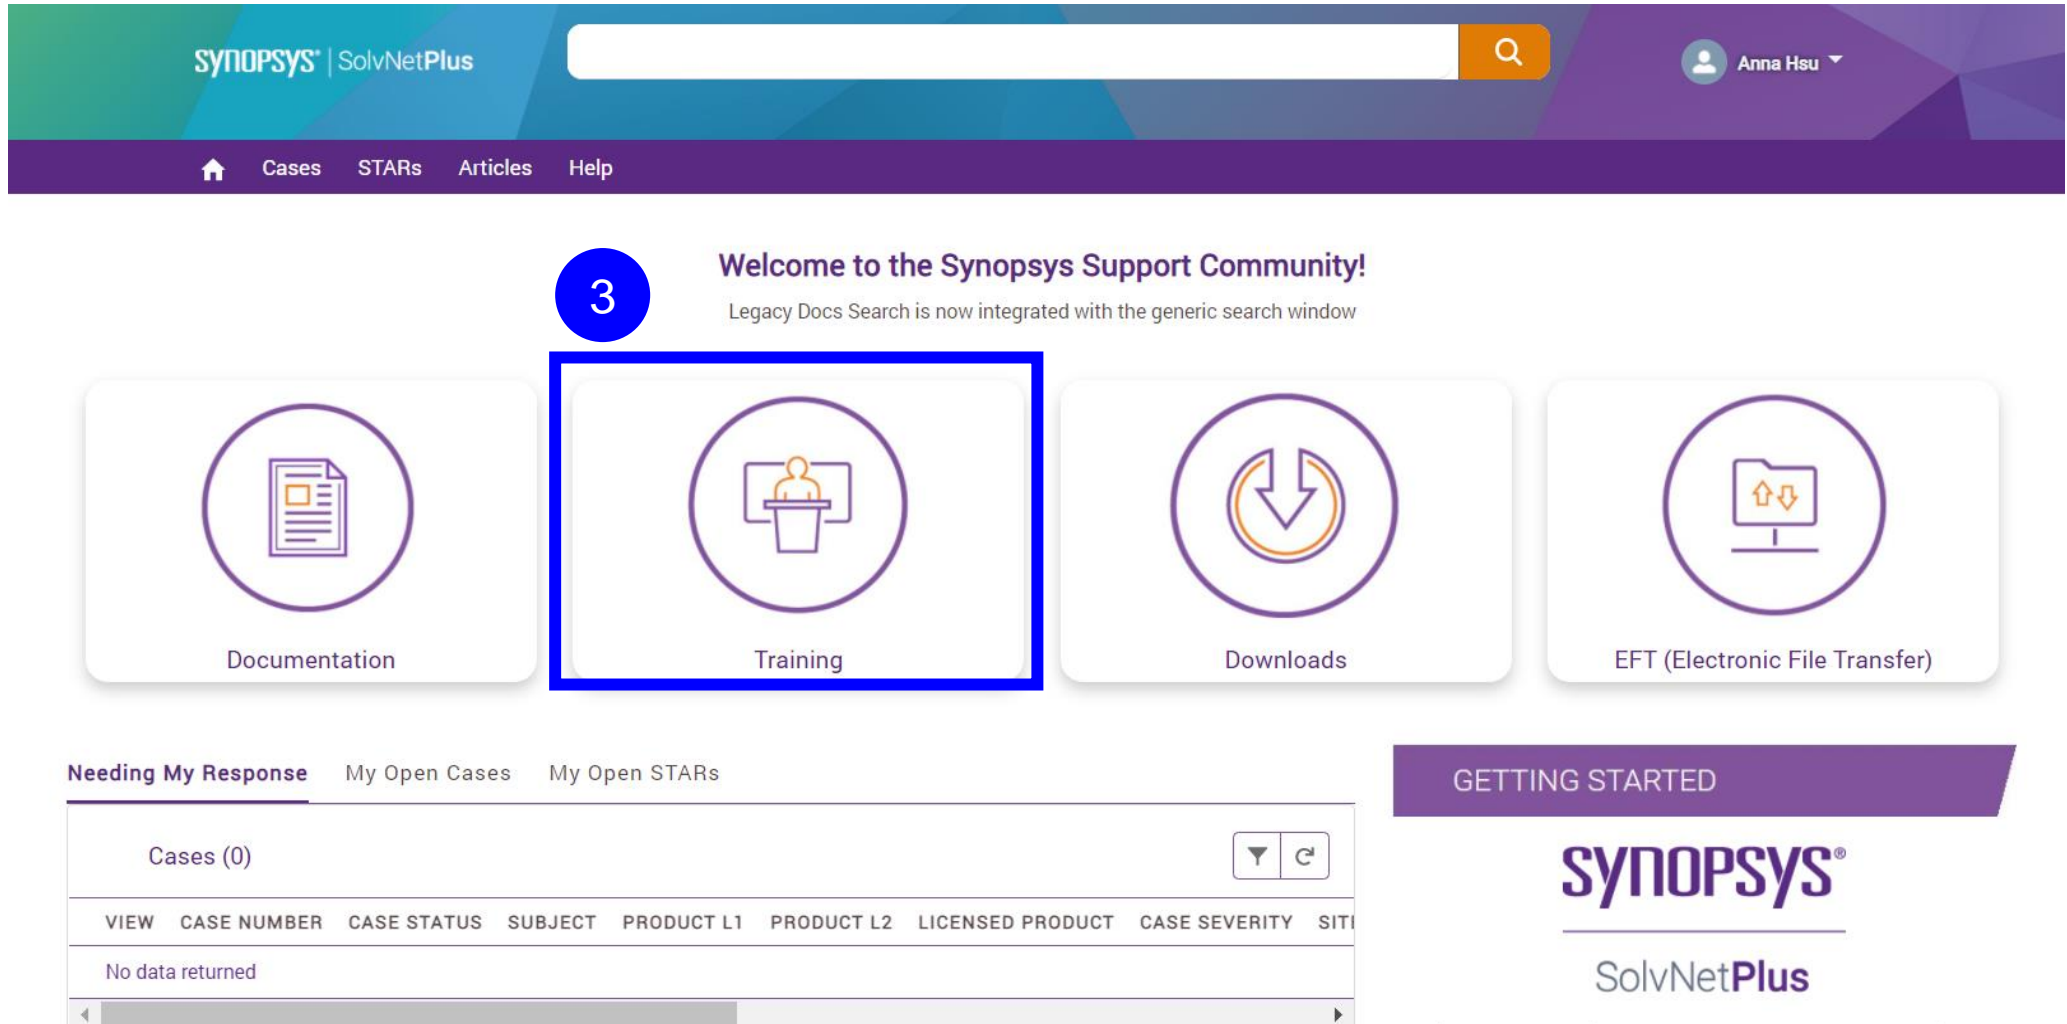 SYNOPSYS® | SolvNetPlus
Anna Hsu
Cases STARs Articles Help
3
Welcome to the Synopsys Support Community!
Legacy Docs Search is now integrated with the generic search window
Documentation
Training
Downloads
EFT (Electronic File Transfer)
Needing My Response My Open Cases My Open STARs
Cases (0)
VIEW CASE NUMBER CASE STATUS SUBJECT PRODUCT L1 PRODUCT L2 LICENSED PRODUCT CASE SEVERITY
No data returned
GETTING STARTED
SYNOPSYS®
SolvNetPlus